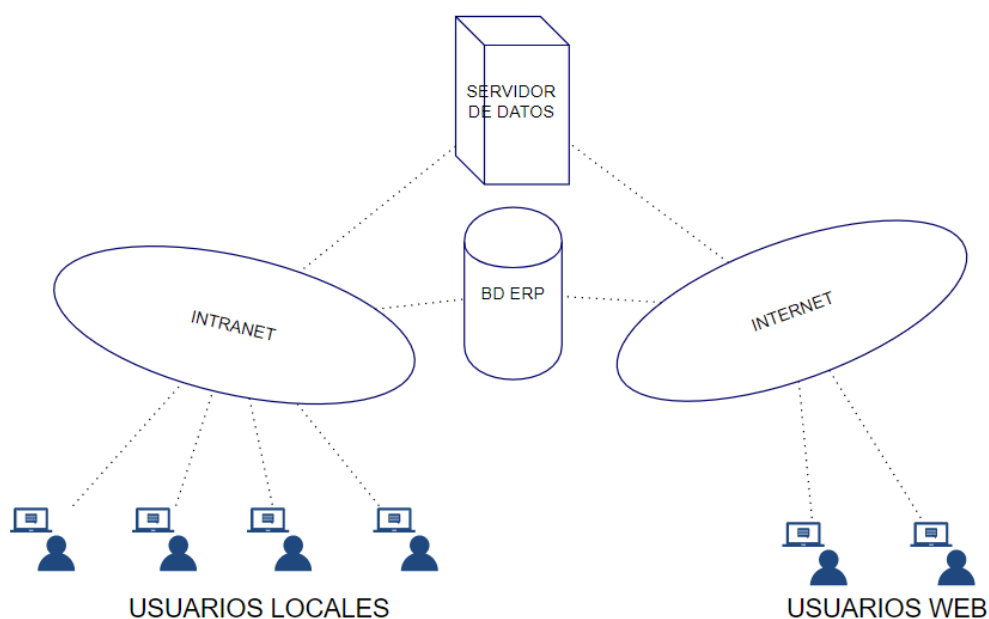 SERVIDOR
DE DATOS
BD ERP
INTRANET
INTERNET
USUARIOS LOCALES
USUARIOS WEB